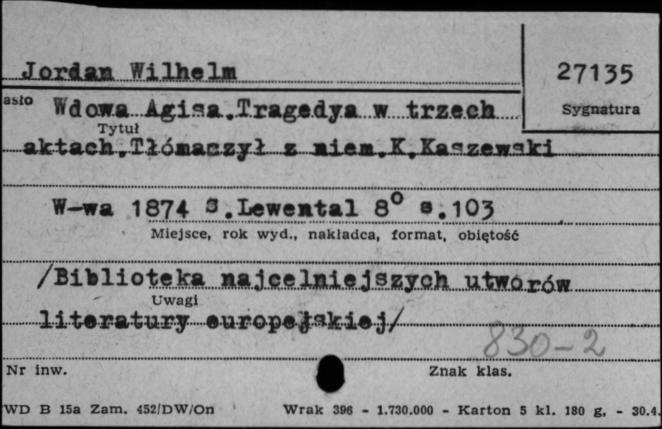 Jordan Wilhelm
27135
asło
Sygnatura
Wdowa Agisa.Tragedya w trzech
Tytuł
aktach.Tłómaczył z niem.K.Kaszewski
W-wa 1874 S.Lewental 8° s.103
Miejsce, rok wyd., nakładca, format, objętość
/Biblioteka najcelniejszych utworów
Uwagi
literatury europejskiej/
830-2
Nr inw.
Znak klas.
WD B 15a Zam. 452/DW/On Wrak 396 - 1.730.000 - Karton 5 kl. 180 g. - 30.4.